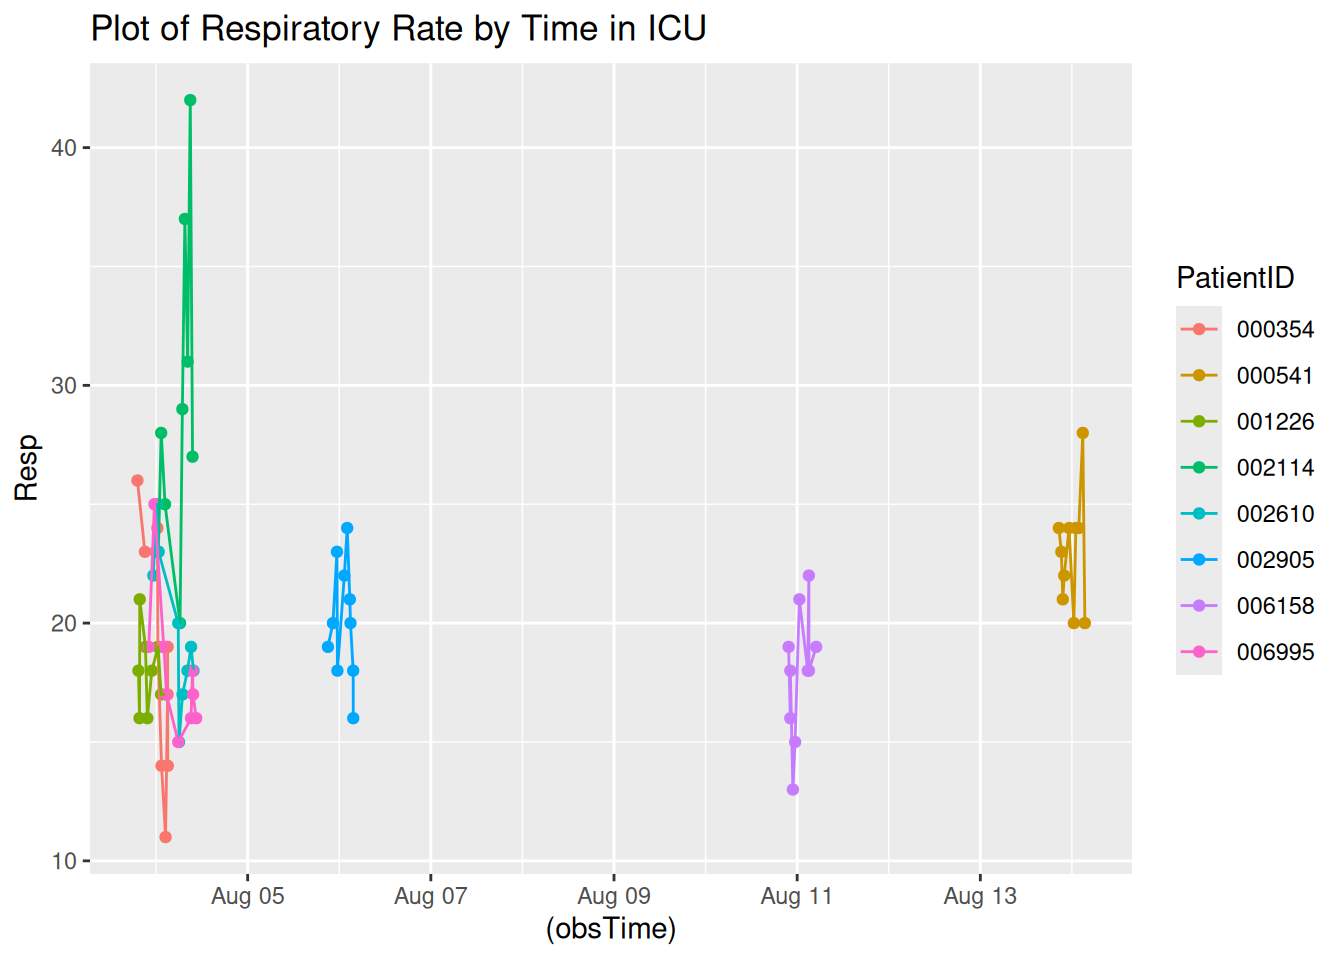 Plot of Respiratory Rate by Time in ICU
40
30
20
10
Resp
Aug 05
Aug 07
Aug 09
Aug 11
Aug 13
(obsTime)
PatientID
000354
000541
001226
002114
002610
002905
006158
006995